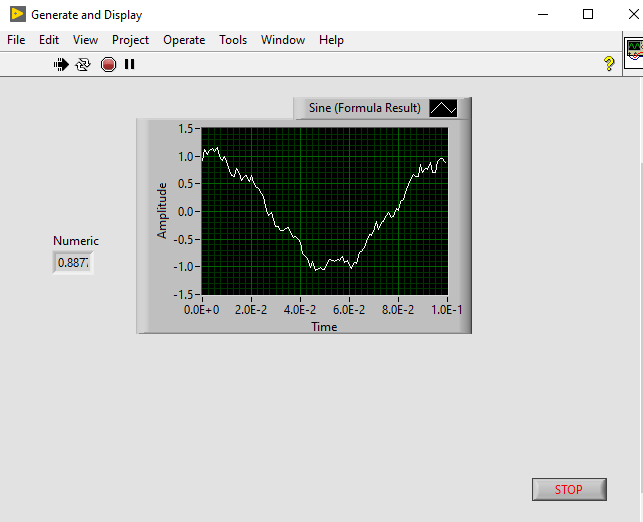 Generate and Display
File Edit View Project Operate Tools Window Help
?
Sine (Formula Result)
1.5
1.0
0.5
0.0
-0.5
-1.0
-1.5
Amplitude
0.0E+0 2.0E-2 4.0E-2 6.0E-2 8.0E-2 1.0E-1
Time
Numeric
0.8877
STOP